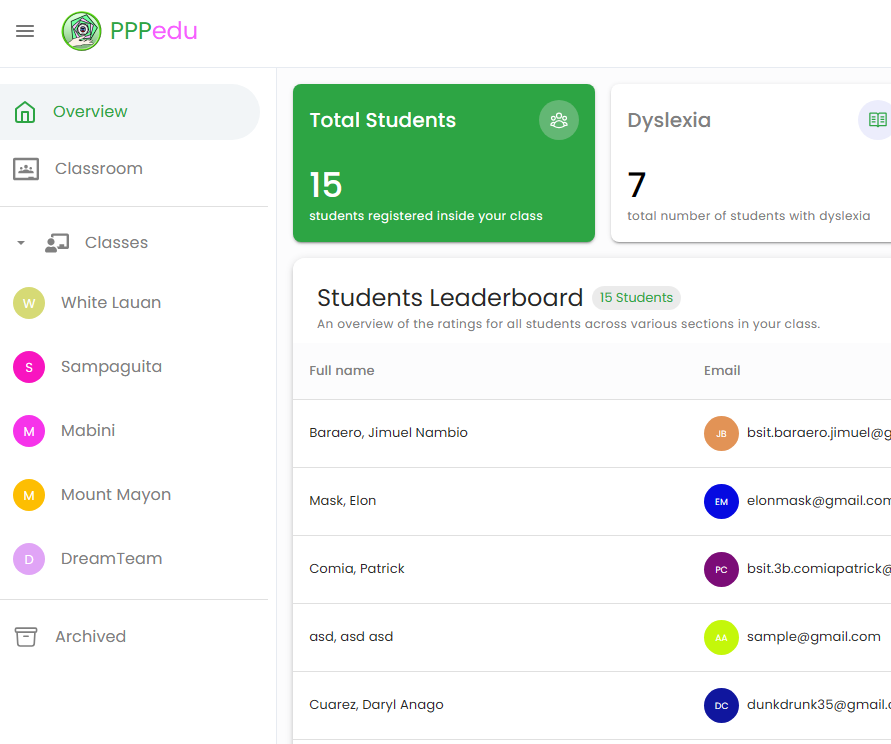 PPPedu
Overview
Classroom
Classes
W White Lauan
S Sampaguita
M Mabini
M Mount Mayon
D DreamTeam
Archived
Total Students
15
students registered inside your class
Dyslexia
7
total number of students with dyslexia
Students Leaderboard 15 Students
An overview of the ratings for all students across various sections in your class.
Full name Email
Baraero, Jimuel Nambio JB bsit.baraero.jimuel@g
Mask, Elon EM elonmask@gmail.com
Comia, Patrick PC bsit.3b.comiapatrick@
asd, asd asd AA sample@gmail.com
Cuarez, Daryl Anago DC dunkdrunk35@gmail.c